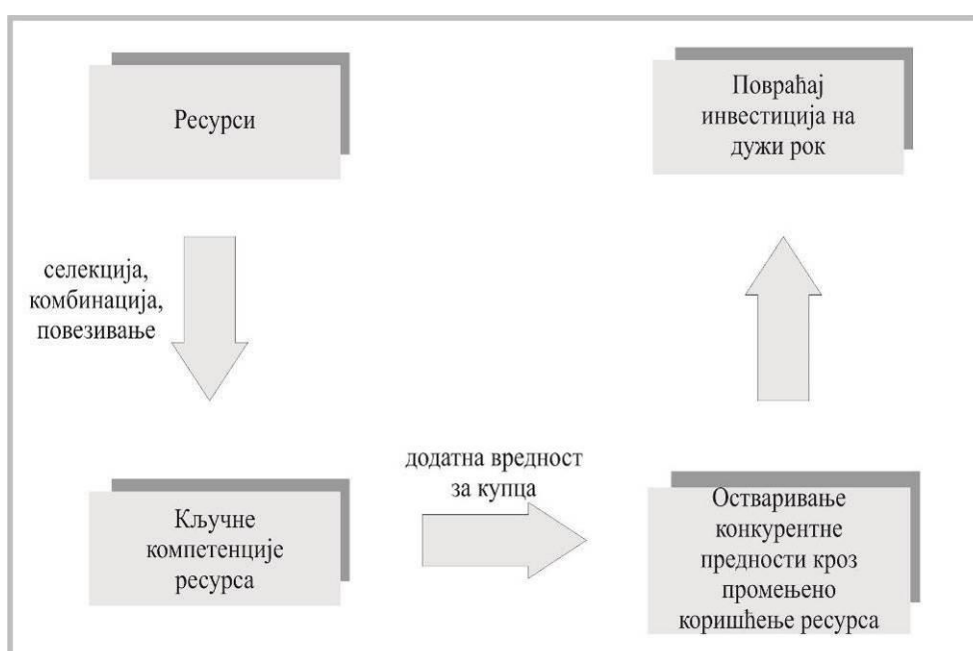 Ресурси
селекција,
комбинација,
повезивање
Кључне
компетенције
ресурса
додатна вредност
за купца
Остваривање
конкурентне
предности кроз
промењено
коришћење ресурса
Повраћај
инвестиција на
дужи рок